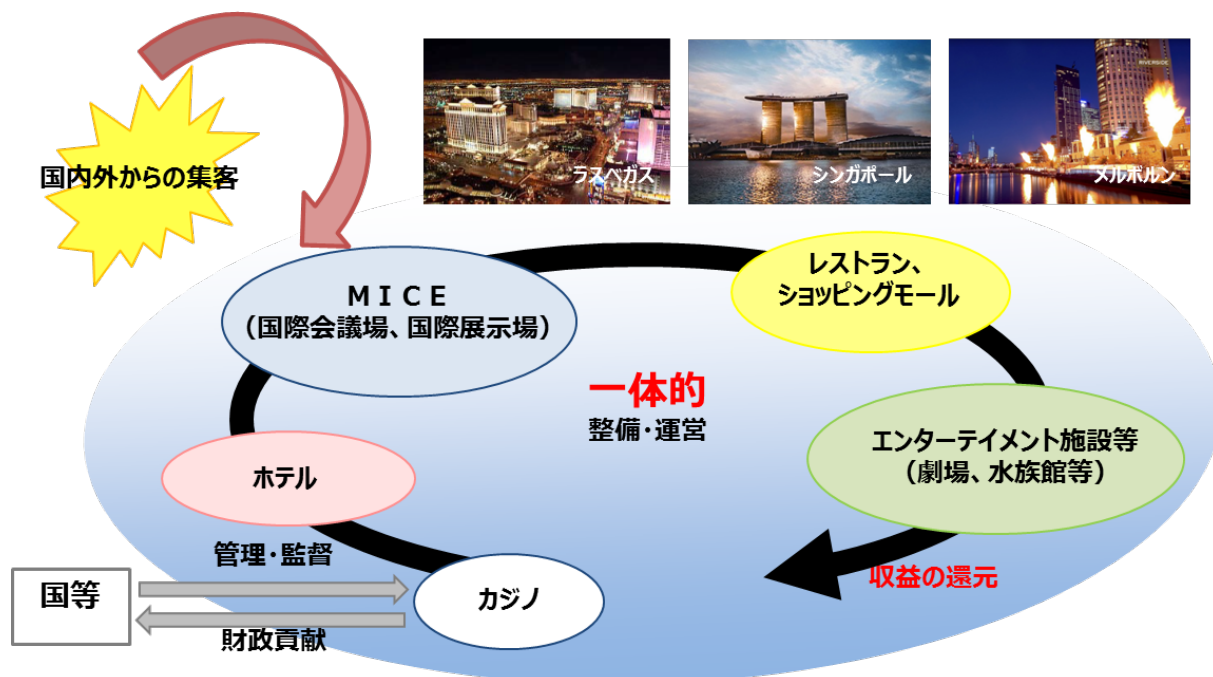 ラスベガス
シンガポール
RIVERSIDE
メルボルン
国内外からの集客
MICE
（国際会議場、国際展示場）
レストラン、
ショッピングモール
一体的
整備・運営
エンターテイメント施設等
（劇場、水族館等）
ホテル
管理・監督
国等
カジノ
収益の還元
財政貢献